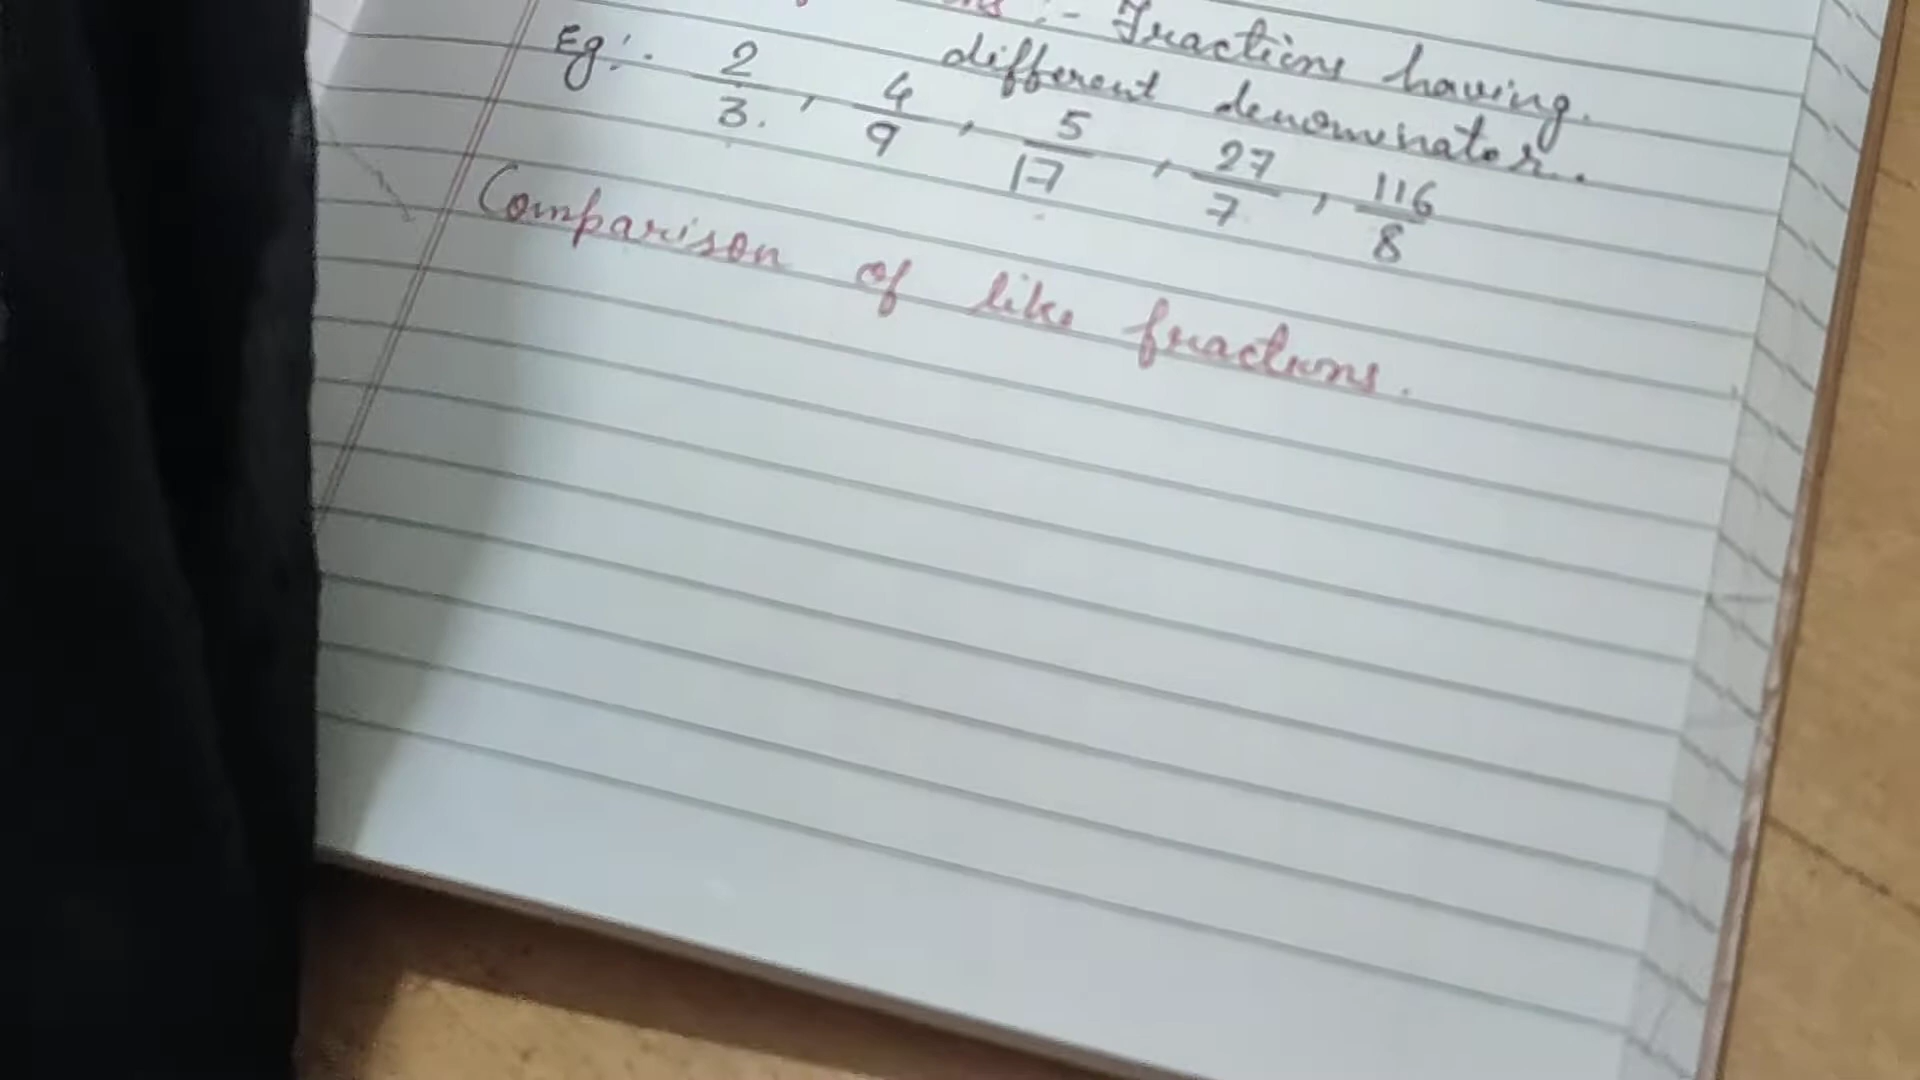 :- Fractions having
different denominator..
Eg:- 2/3, 4/9, 5/17, 27/7, 116/8
Comparison of like fractions.